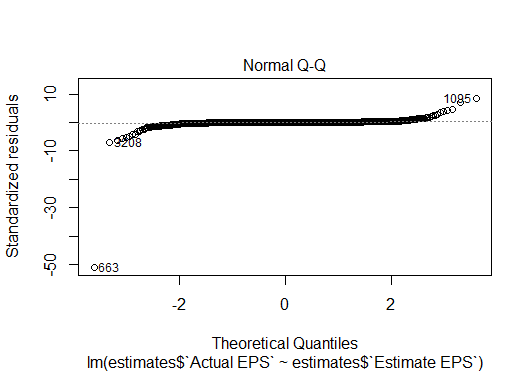 Normal Q-Q
Standardized residuals
10
-10
-30
-50
1095
9208
663
-2
0
2
Theoretical Quantiles
lm(estimates$`Actual EPS` ~ estimates$`Estimate EPS`)